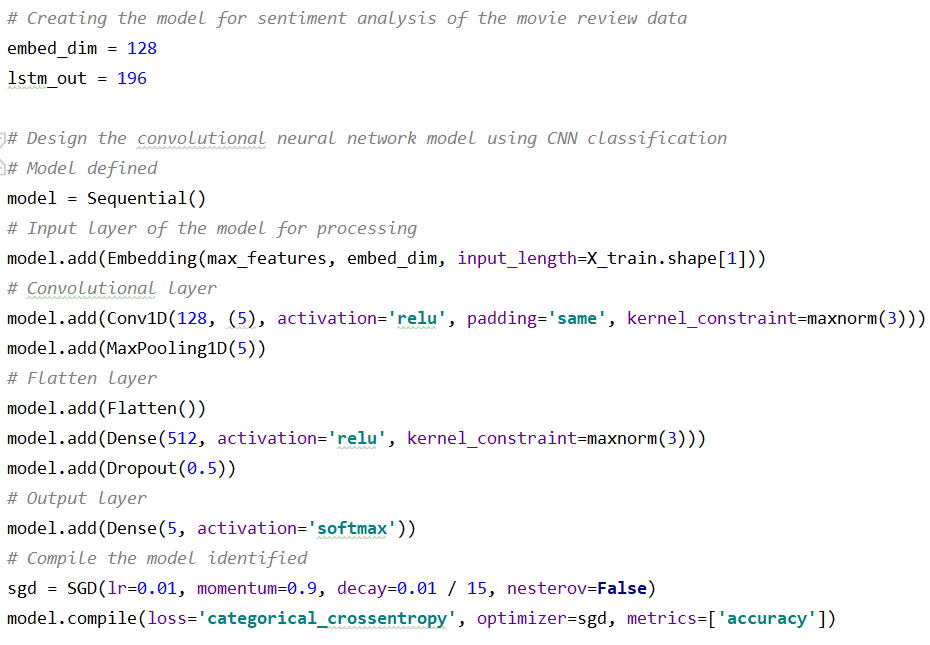 # Creating the model for sentiment analysis of the movie review data
embed_dim = 128
lstm_out = 196
# Design the convolutional neural network model using CNN classification
# Model defined
model = Sequential()
# Input layer of the model for processing
model.add(Embedding(max_features, embed_dim, input_length=X_train.shape[1]))
# Convolutional layer
model.add(Conv1D(128, (5), activation='relu', padding='same', kernel_constraint=maxnorm(3)))
model.add(MaxPooling1D(5))
# Flatten layer
model.add(Flatten())
model.add(Dense(512, activation='relu', kernel_constraint=maxnorm(3)))
model.add(Dropout(0.5))
# Output layer
model.add(Dense(5, activation='softmax'))
# Compile the model identified
sgd = SGD(lr=0.01, momentum=0.9, decay=0.01 / 15, nesterov=False)
model.compile(loss='categorical_crossentropy', optimizer=sgd, metrics=['accuracy'])